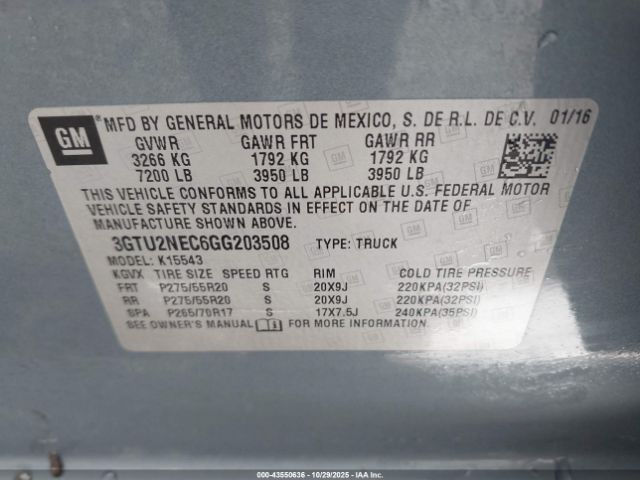 GM
® MFD BY GENERAL MOTORS DE MEXICO, S. DE R.L. DE C.V. 01/16
GVWR GAWR FRT GAWR RR
3266 KG 1792 KG 1792 KG
7200 LB 3950 LB 3950 LB
THIS VEHICLE CONFORMS TO ALL APPLICABLE U.S. FEDERAL MOTOR
VEHICLE SAFETY STANDARDS IN EFFECT ON THE DATE OF
MANUFACTURE SHOWN ABOVE.
3GTU2NEC6GG203508 TYPE: TRUCK
MODEL: K15543
KGVX TIRE SIZE SPEED RTG RIM COLD TIRE PRESSURE
FRT P275/55R20 S 20X9J 220KPA(32PSI)
RR P275/55R20 S 20X9J 220KPA(32PSI)
SPA P265/70R17 S 17X7.5J 240KPA(35PSI)
SEE OWNER'S MANUAL FOR MORE INFORMATION.
000-43550636 - 10/29/2025 - © IAA Inc.